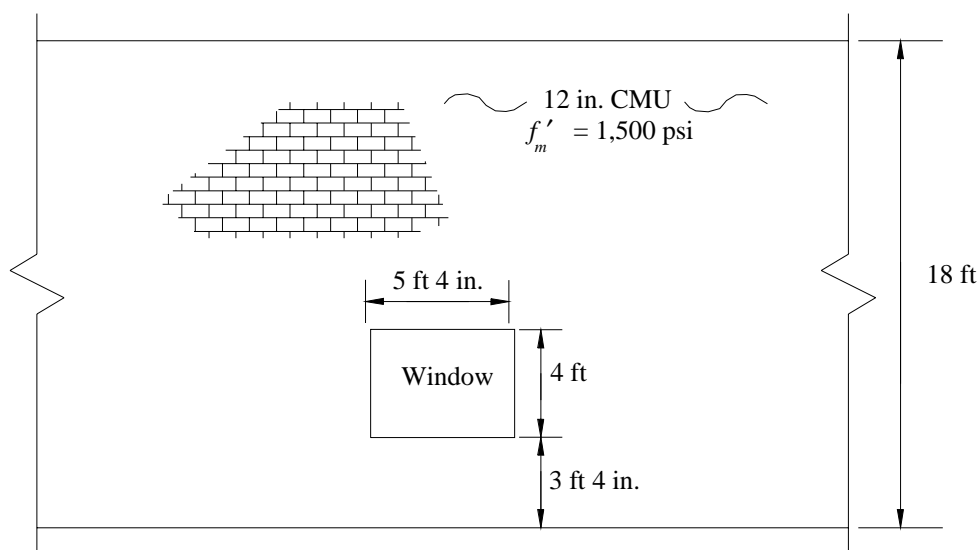 12 in. CMU
f_m′ = 1,500 psi
5 ft 4 in.
18 ft
Window
4 ft
3 ft 4 in.